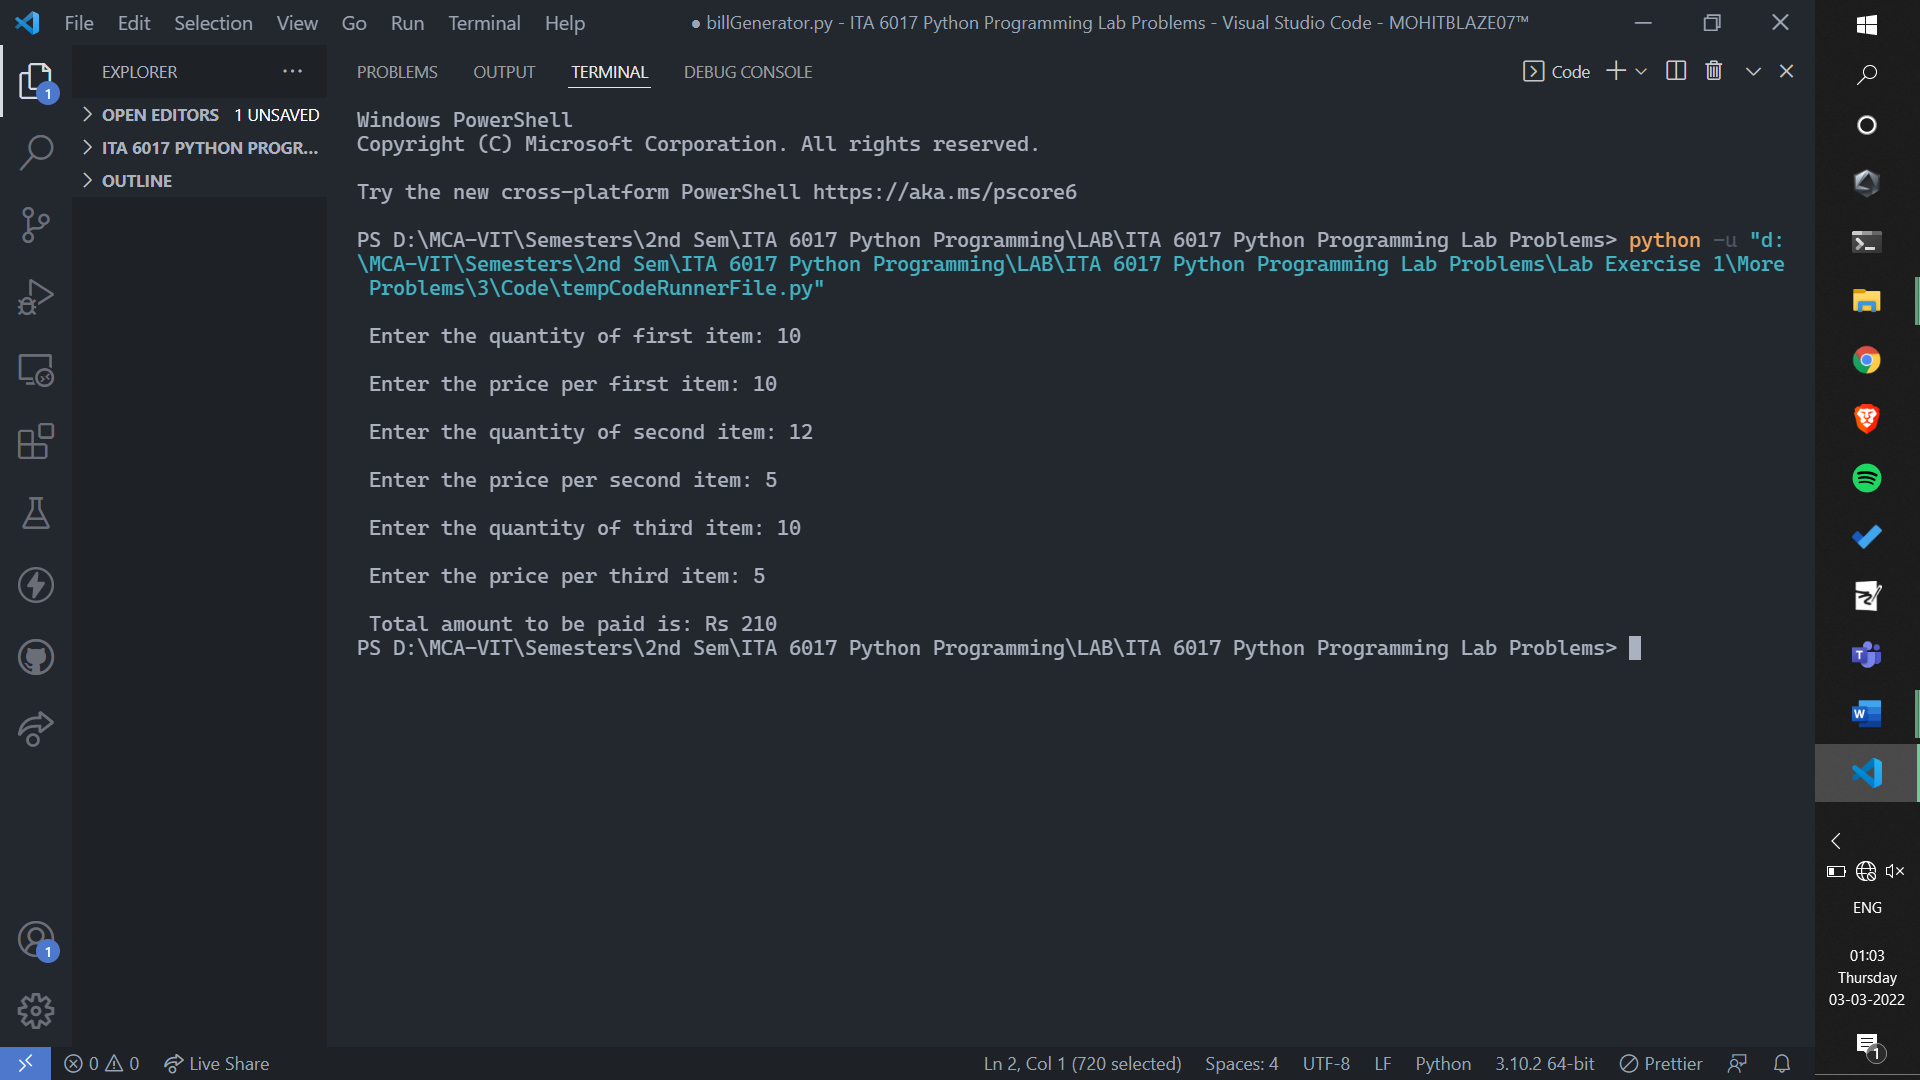 File Edit Selection View Go Run Terminal Help
● billGenerator.py - ITA 6017 Python Programming Lab Problems - Visual Studio Code - MOHITBLAZE07™
EXPLORER
OPEN EDITORS 1 UNSAVED
ITA 6017 PYTHON PROGR...
OUTLINE
1
PROBLEMS OUTPUT TERMINAL DEBUG CONSOLE
Code
Windows PowerShell
Copyright (C) Microsoft Corporation. All rights reserved.
Try the new cross-platform PowerShell https://aka.ms/pscore6
PS D:\MCA-VIT\Semesters\2nd Sem\ITA 6017 Python Programming\LAB\ITA 6017 Python Programming Lab Problems> python -u "d:
\MCA-VIT\Semesters\2nd Sem\ITA 6017 Python Programming\LAB\ITA 6017 Python Programming Lab Problems\Lab Exercise 1\More
Problems\3\Code\tempCodeRunnerFile.py"
Enter the quantity of first item: 10
Enter the price per first item: 10
Enter the quantity of second item: 12
Enter the price per second item: 5
Enter the quantity of third item: 10
Enter the price per third item: 5
Total amount to be paid is: Rs 210
PS D:\MCA-VIT\Semesters\2nd Sem\ITA 6017 Python Programming\LAB\ITA 6017 Python Programming Lab Problems>
1
0 0 Live Share
Ln 2, Col 1 (720 selected) Spaces: 4 UTF-8 LF Python 3.10.2 64-bit Prettier
T
W
ENG
01:03
Thursday
03-03-2022
1